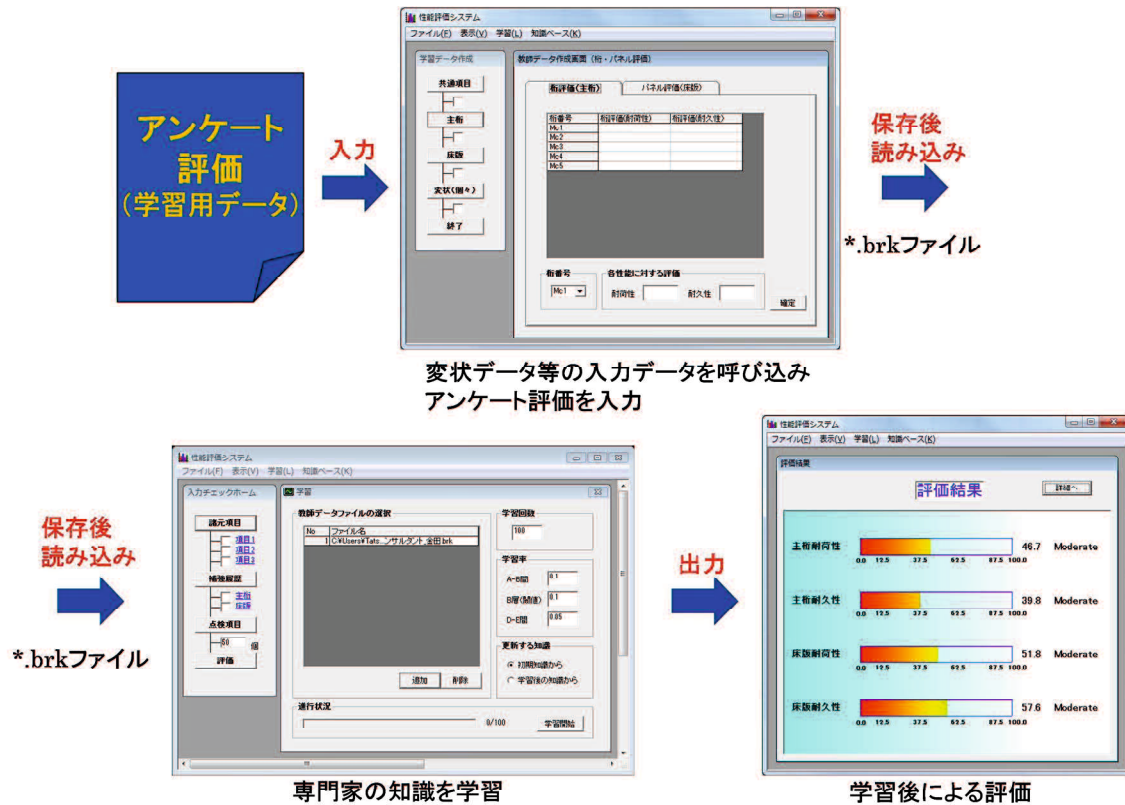 アンケート
評価
(学習用データ)
入力
性能評価システム
ファイル(F) 表示(V) 学習(L) 知識ベース(K)
学習データ作成
共通項目
主桁
床版
変状(個々)
終了
教師データ作成画面 (桁・パネル評価)
桁評価(主桁) パネル評価(床版)
桁番号 桁評価(耐荷性) 桁評価(耐久性)
Mc1
Mc2
Mc3
Mc4
Mc5
桁番号 各性能に対する評価
Mc1 耐荷性 耐久性
確定
保存後
読み込み
*.brkファイル
変状データ等の入力データを呼び込み
アンケート評価を入力
保存後
読み込み
*.brkファイル
性能評価システム
ファイル(F) 表示(V) 学習(L) 知識ベース(K)
入力チェックホーム
諸元項目
項目1
項目2
項目3
補強履歴
主桁
床版
点検項目
50 個
評価
学習
教師データファイルの選択
No ファイル名
1 C:¥Users¥Tats...ンサルタント_金田.brk
追加 削除
学習回数
100
学習率
A-B間 0.1
B層(閾値) 0.1
D-E間 0.05
更新する知識
初期知識から
学習後の知識から
進行状況
0/100 学習開始
専門家の知識を学習
出力
性能評価システム
ファイル(F) 表示(V) 学習(L) 知識ベース(K)
評価結果
評価結果 詳細へ
主桁耐荷性 46.7 Moderate
0.0 12.5 37.5 62.5 87.5 100.0
主桁耐久性 39.8 Moderate
0.0 12.5 37.5 62.5 87.5 100.0
床版耐荷性 51.8 Moderate
0.0 12.5 37.5 62.5 87.5 100.0
床版耐久性 57.6 Moderate
0.0 12.5 37.5 62.5 87.5 100.0
学習後による評価